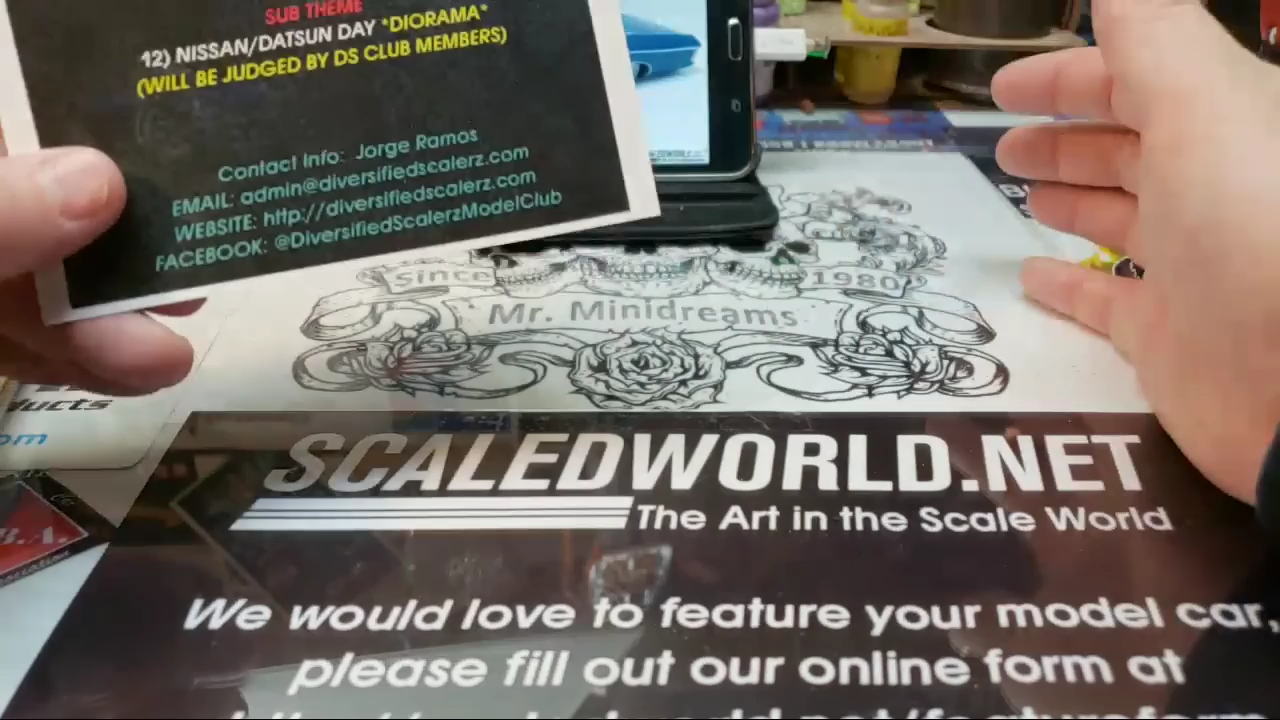 SUB THEME
12) NISSAN/DATSUN DAY *DIORAMA*
(WILL BE JUDGED BY DS CLUB MEMBERS)
Contact Info: Jorge Ramos
EMAIL: admin@diversifiedscalerz.com
WEBSITE: http://diversifiedscalerz.com
FACEBOOK: @DiversifiedScalerzModelClub
Since 1980
Mr. Minidreams
SCALEDWORLD.NET
The Art in the Scale World
We would love to feature your model car,
please fill out our online form at